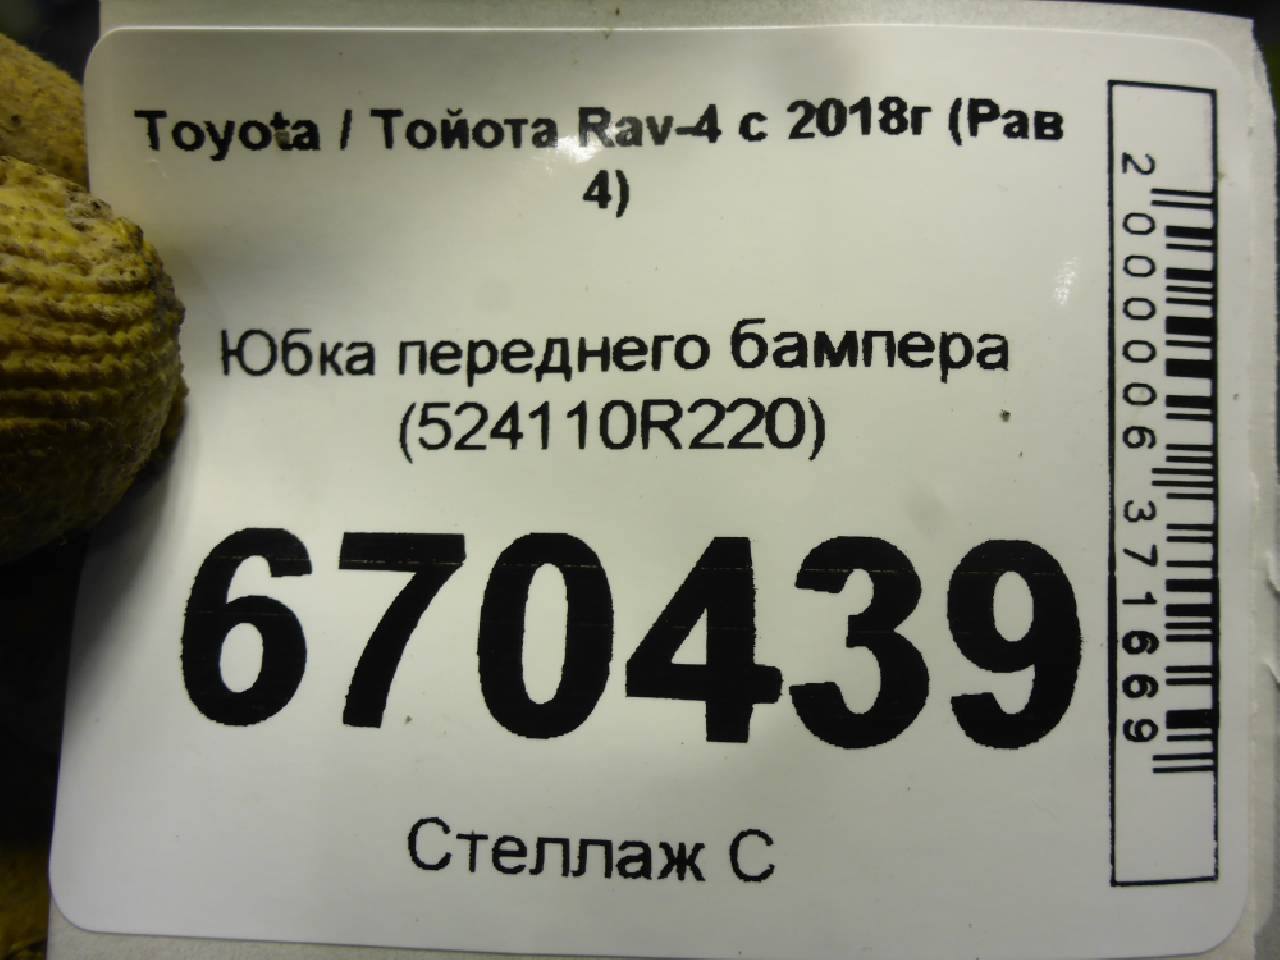 Toyota / Тойота Rav-4 с 2018г (Рав
4)
Юбка переднего бампера
(524110R220)
670439
Стеллаж С
2000006371669